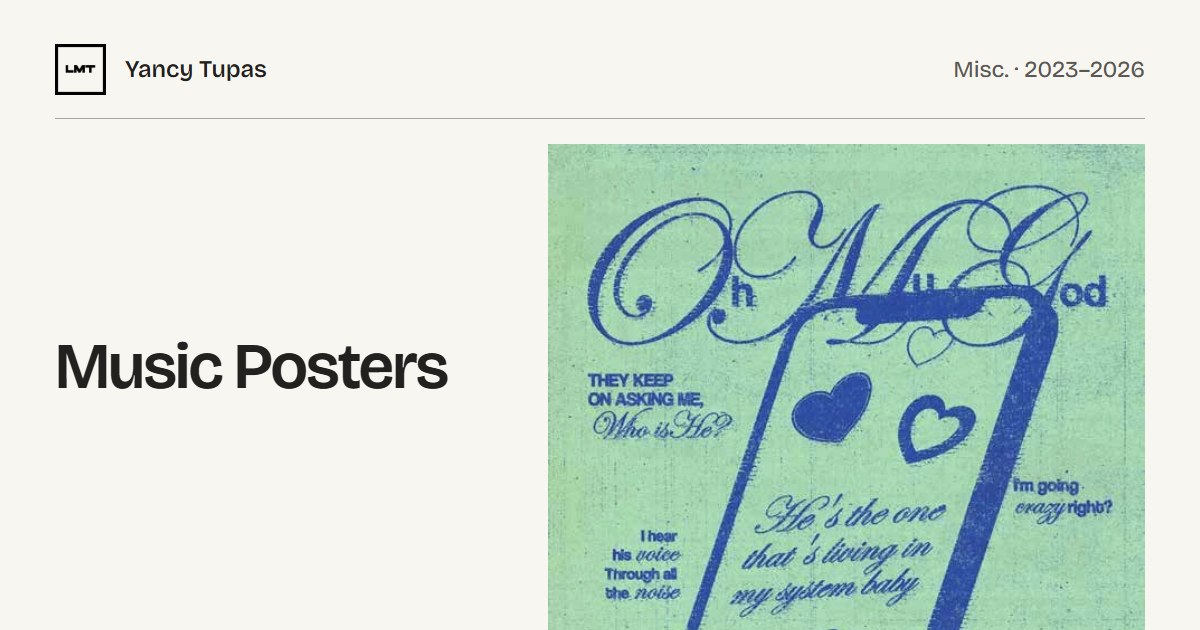 LMT
Yancy Tupas
Misc. · 2023–2026
Music Posters
Oh My God
THEY KEEP
ON ASKING ME,
Who is He?
I'm going
crazy right?
He's the one
that's living in
my system baby
I hear
his voice
Through all
the noise